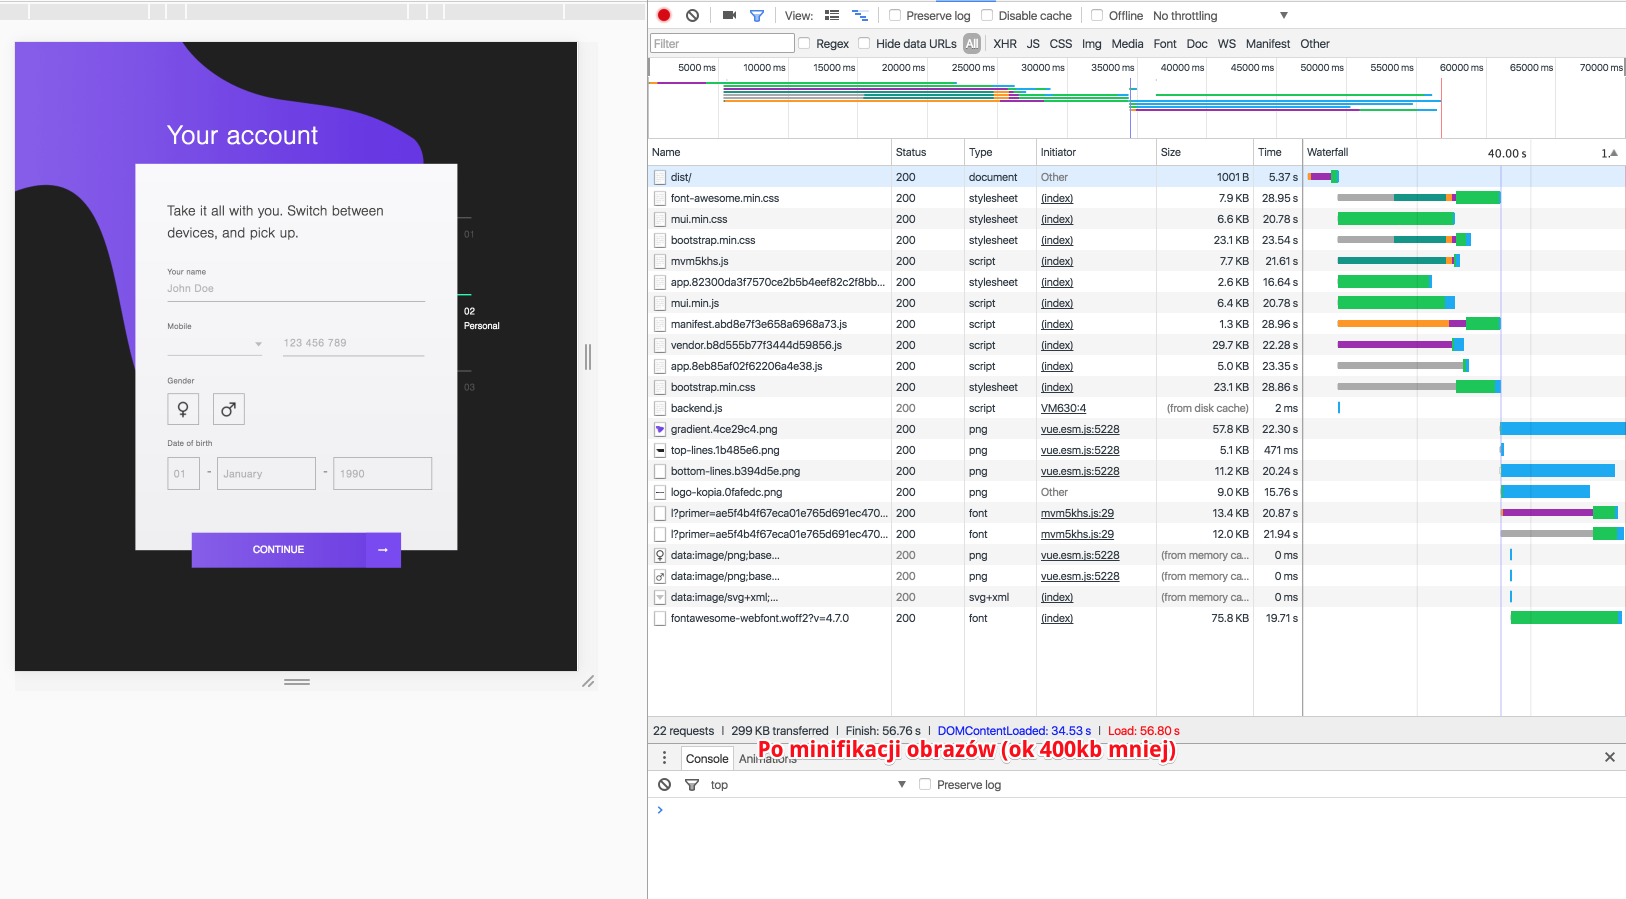 Your account
Take it all with you. Switch between
devices, and pick up.
Your name
John Doe
Mobile
123 456 789
Gender
Date of birth
01 - January - 1990
CONTINUE
01
02
Personal
03
View: Preserve log Disable cache Offline No throttling
Filter Regex Hide data URLs All XHR JS CSS Img Media Font Doc WS Manifest Other
5000 ms 10000 ms 15000 ms 20000 ms 25000 ms 30000 ms 35000 ms 40000 ms 45000 ms 50000 ms 55000 ms 60000 ms 65000 ms 70000 ms
Name Status Type Initiator Size Time Waterfall 40.00 s 1.
dist/ 200 document Other 1001 B 5.37 s
font-awesome.min.css 200 stylesheet (index) 7.9 KB 28.95 s
mui.min.css 200 stylesheet (index) 6.6 KB 20.78 s
bootstrap.min.css 200 stylesheet (index) 23.1 KB 23.54 s
mvm5khs.js 200 script (index) 7.7 KB 21.61 s
app.82300da3f7570ce2b5b4eef82c2f8bb... 200 stylesheet (index) 2.6 KB 16.64 s
mui.min.js 200 script (index) 6.4 KB 20.78 s
manifest.abd8e7f3e658a6968a73.js 200 script (index) 1.3 KB 28.96 s
vendor.b8d555b77f3444d59856.js 200 script (index) 29.7 KB 22.28 s
app.8eb85af02f62206a4e38.js 200 script (index) 5.0 KB 23.35 s
bootstrap.min.css 200 stylesheet (index) 23.1 KB 28.86 s
backend.js 200 script VM630:4 (from disk cache) 2 ms
gradient.4ce29c4.png 200 png vue.esm.js:5228 57.8 KB 22.30 s
top-lines.1b485e6.png 200 png vue.esm.js:5228 5.1 KB 471 ms
bottom-lines.b394d5e.png 200 png vue.esm.js:5228 11.2 KB 20.24 s
logo-kopia.0fafedc.png 200 png Other 9.0 KB 15.76 s
l?primer=ae5f4b4f67eca01e765d691ec470... 200 font mvm5khs.js:29 13.4 KB 20.87 s
l?primer=ae5f4b4f67eca01e765d691ec470... 200 font mvm5khs.js:29 12.0 KB 21.94 s
data:image/png;base... 200 png vue.esm.js:5228 (from memory ca... 0 ms
data:image/png;base... 200 png vue.esm.js:5228 (from memory ca... 0 ms
data:image/svg+xml;... 200 svg+xml (index) (from memory ca... 0 ms
fontawesome-webfont.woff2?v=4.7.0 200 font (index) 75.8 KB 19.71 s
22 requests | 299 KB transferred | Finish: 56.76 s | DOMContentLoaded: 34.53 s | Load: 56.80 s
Po minifikacji obrazów (ok 400kb mniej)
Console Animations
top Preserve log